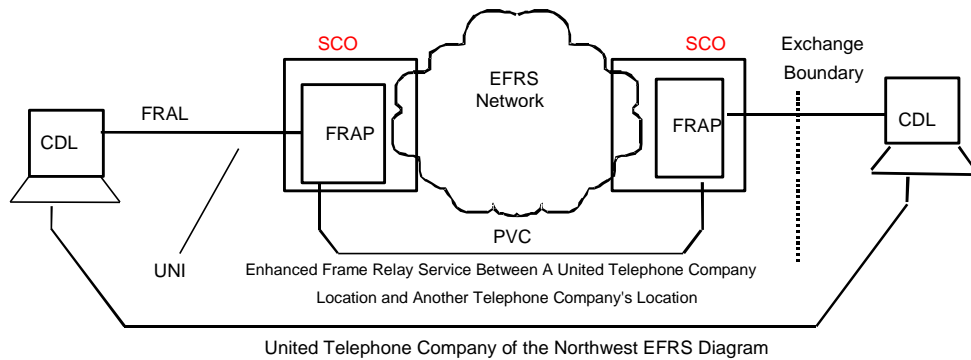 SCO
SCO
Exchange
Boundary
EFRS
Network
FRAL
CDL
FRAP
FRAP
CDL
PVC
UNI
Enhanced Frame Relay Service Between A United Telephone Company
Location and Another Telephone Company's Location
United Telephone Company of the Northwest EFRS Diagram